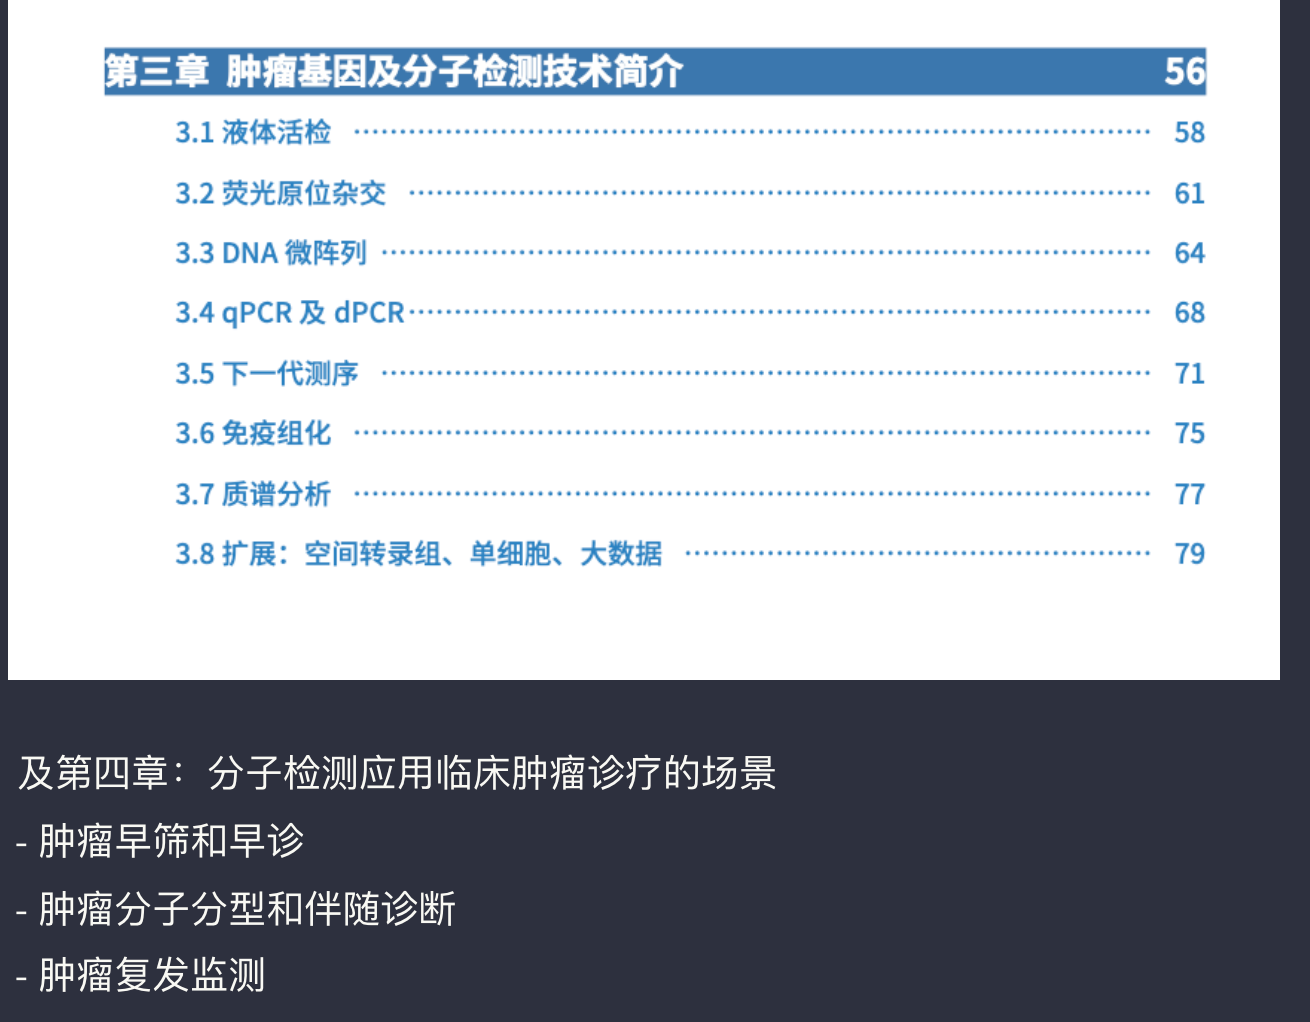 第三章 肿瘤基因及分子检测技术简介 56
3.1 液体活检 58
3.2 荧光原位杂交 61
3.3 DNA 微阵列 64
3.4 qPCR 及 dPCR 68
3.5 下一代测序 71
3.6 免疫组化 75
3.7 质谱分析 77
3.8 扩展：空间转录组、单细胞、大数据 79
及第四章：分子检测应用临床肿瘤诊疗的场景
- 肿瘤早筛和早诊
- 肿瘤分子分型和伴随诊断
- 肿瘤复发监测